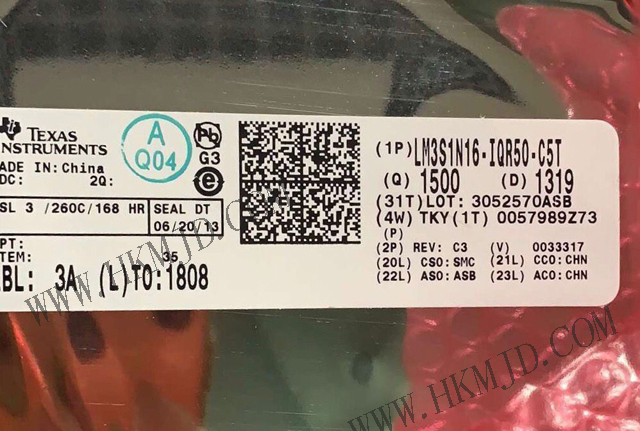 TEXAS
INSTRUMENTS
A
Q04
Pb
G3
e
ADE IN: China
DC: 2Q:
SL 3 /260C/168 HR
SEAL DT
06/20/13
PT:
TEM: 35
BL: 3A (L)TO:1808
(1P) LM3S1N16-IQR50-C5T
(Q) 1500 (D) 1319
(31T) LOT: 3052570ASB
(4W) TKY(1T) 0057989Z73
(P)
(2P) REV: C3 (V) 0033317
(20L) CSO: SMC (21L) CCO: CHN
(22L) ASO: ASB (23L) ACO: CHN
WWW.HKMJD.COM
WWW.HKMJD.COM